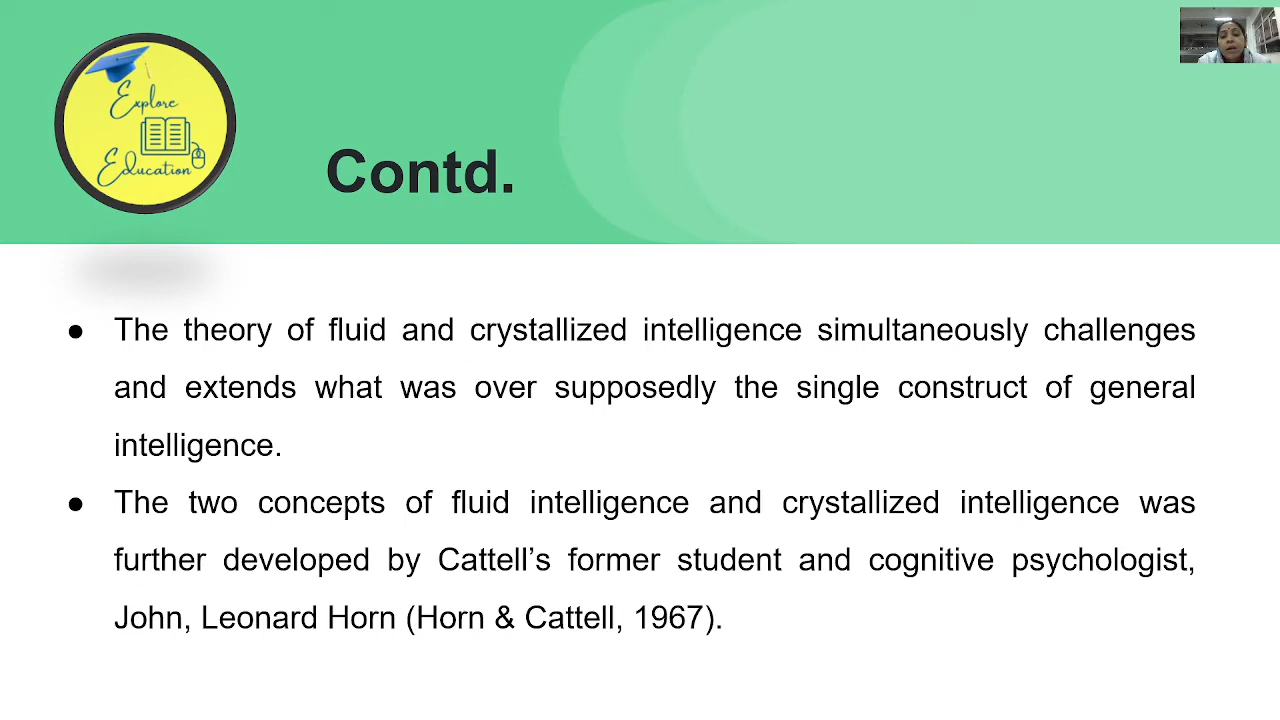 Explore
Education
Contd.
● The theory of fluid and crystallized intelligence simultaneously challenges
and extends what was over supposedly the single construct of general
intelligence.
● The two concepts of fluid intelligence and crystallized intelligence was
further developed by Cattell’s former student and cognitive psychologist,
John, Leonard Horn (Horn & Cattell, 1967).